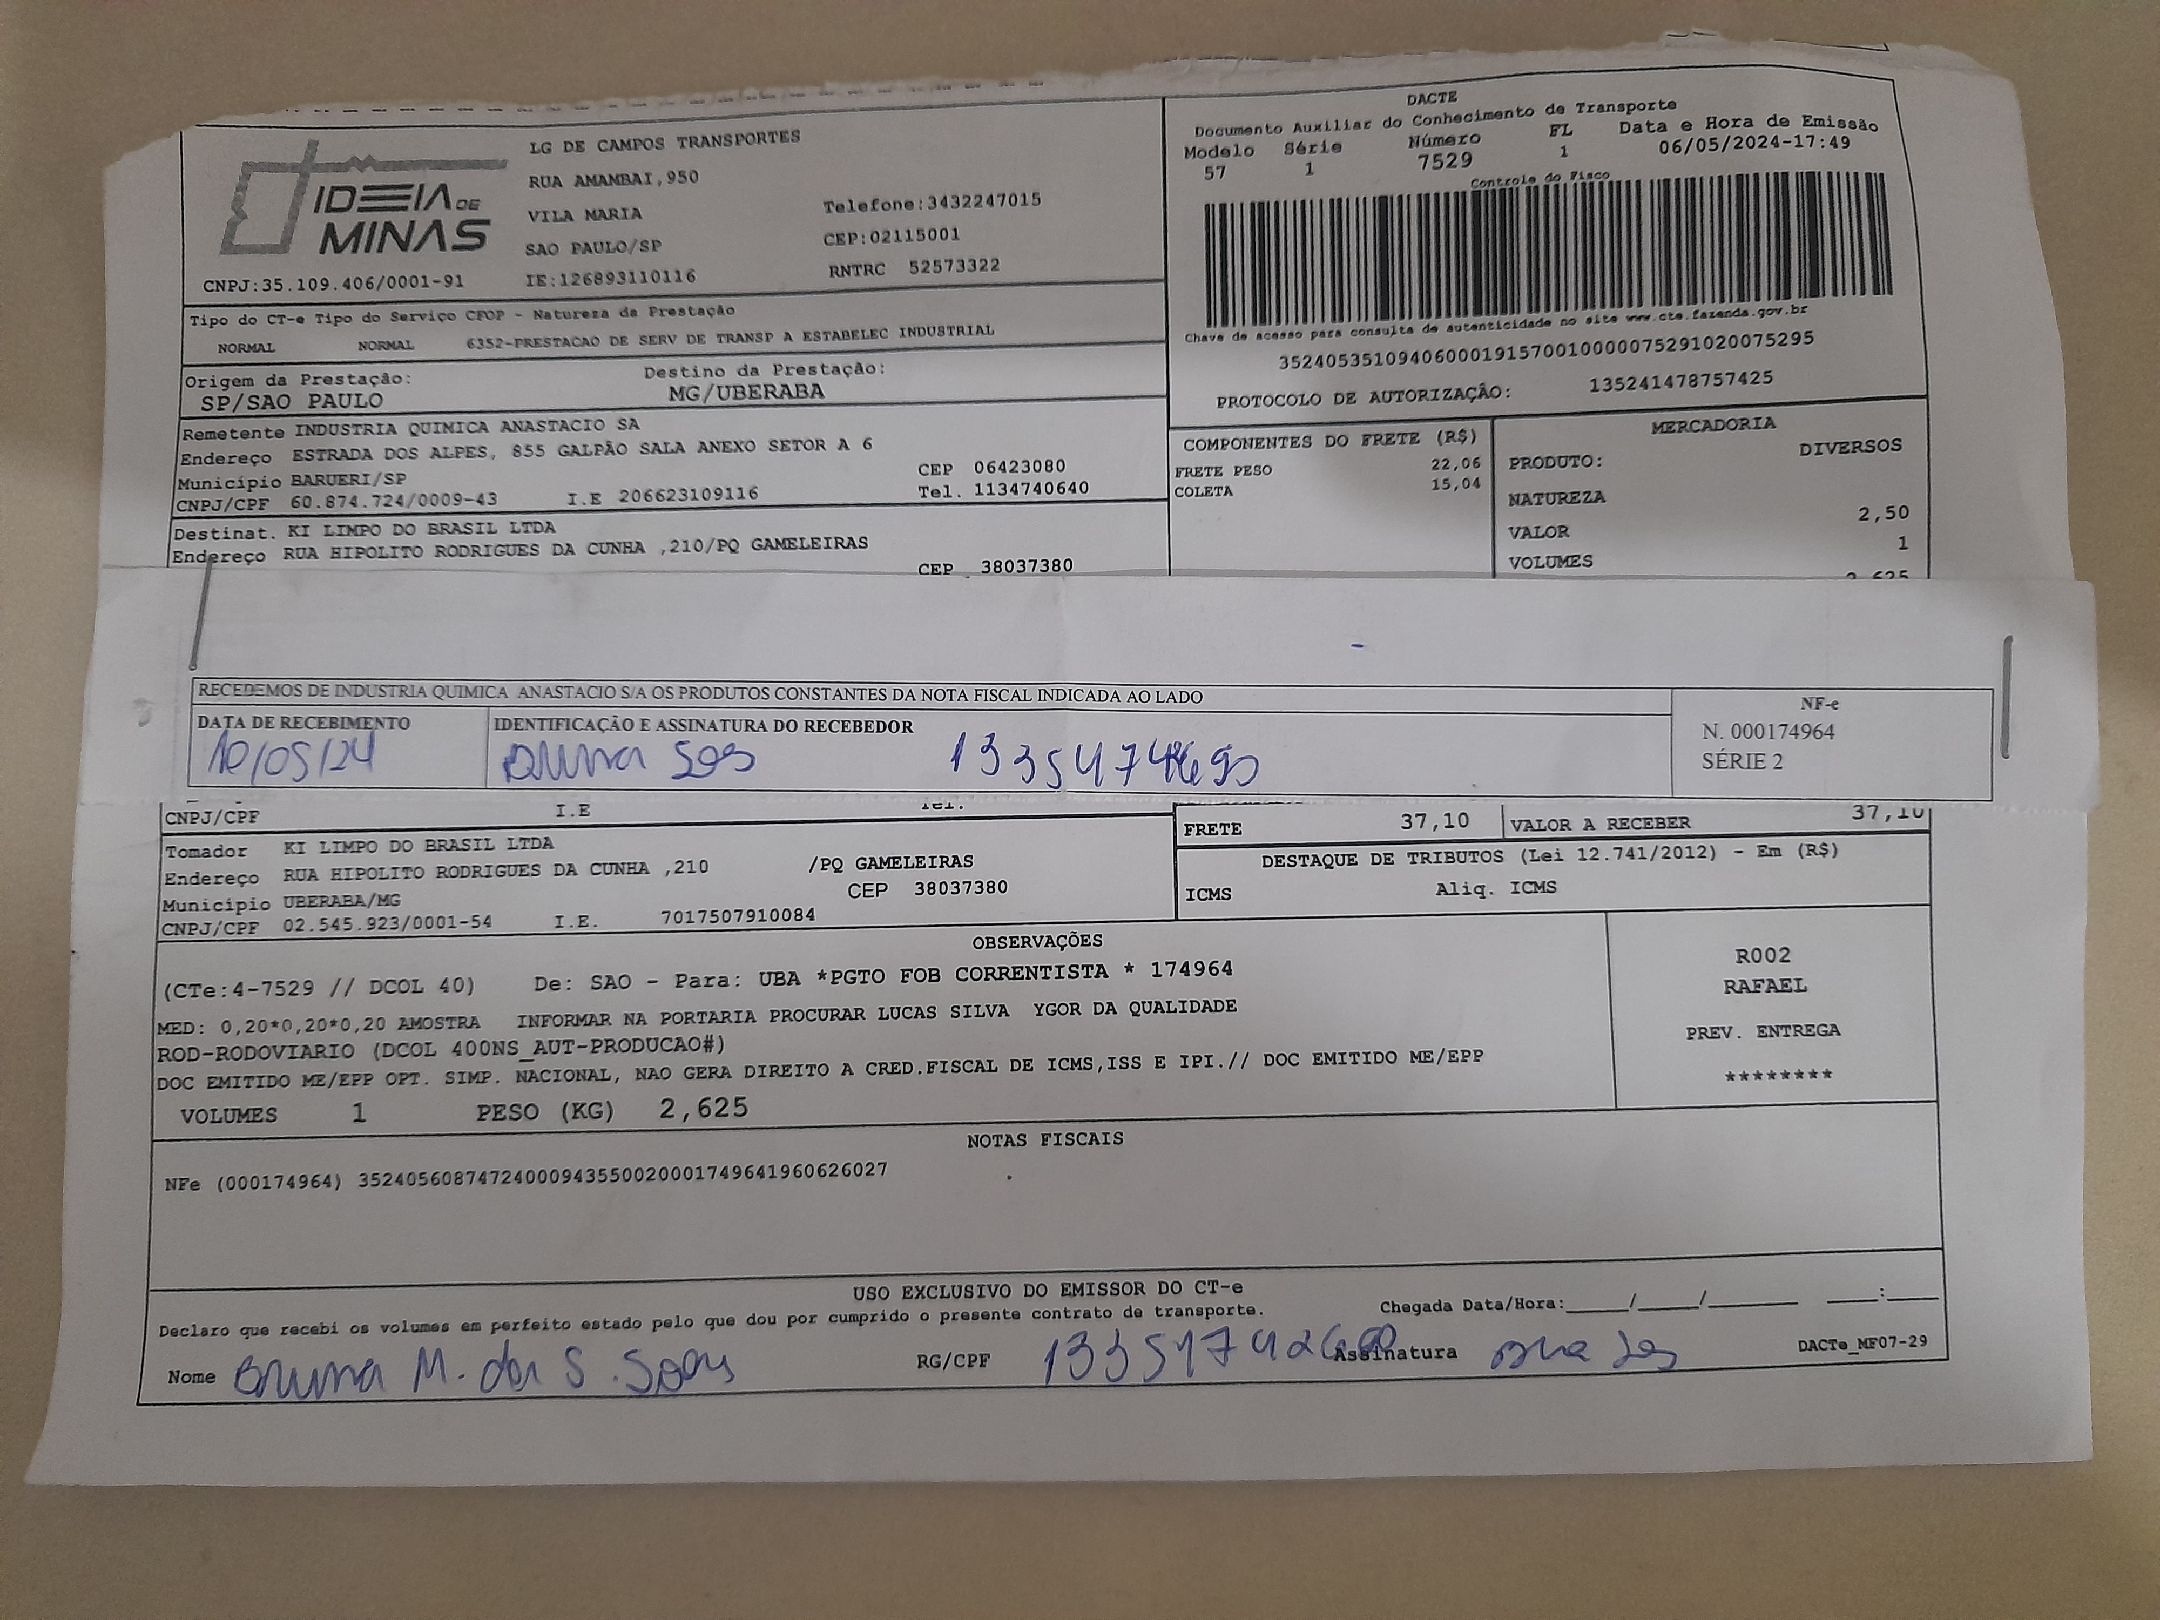 IDEIA DE
MINAS
CNPJ:35.109.406/0001-91
LG DE CAMPOS TRANSPORTES
RUA AMAMBAI,950
VILA MARIA
Telefone:3432247015
SAO PAULO/SP
CEP:02115001
IE:126893110116
RNTRC 52573322
DACTE
Documento Auxiliar do Conhecimento de Transporte
Modelo Série Número FL Data e Hora de Emissão
57 1 7529 1 06/05/2024-17:49
Controle do Fisco
Chave de acesso para consulta de autenticidade no site www.cte.fazenda.gov.br
35240535109406000191570010000075291020075295
PROTOCOLO DE AUTORIZAÇÃO: 135241478757425
Tipo do CT-e Tipo do Serviço CFOP - Natureza da Prestação
NORMAL NORMAL 6352-PRESTACAO DE SERV DE TRANSP A ESTABELEC INDUSTRIAL
Origem da Prestação: Destino da Prestação:
SP/SAO PAULO MG/UBERABA
Remetente INDUSTRIA QUIMICA ANASTACIO SA
Endereço ESTRADA DOS ALPES, 855 GALPÃO SALA ANEXO SETOR A 6
Município BARUERI/SP CEP 06423080
CNPJ/CPF 60.874.724/0009-43 I.E 206623109116 Tel. 1134740640
Destinat. KI LIMPO DO BRASIL LTDA
Endereço RUA HIPOLITO RODRIGUES DA CUNHA ,210/PQ GAMELEIRAS
CEP 38037380
COMPONENTES DO FRETE (R$)
FRETE PESO 22,06
COLETA 15,04
MERCADORIA
PRODUTO: DIVERSOS
NATUREZA
VALOR 2,50
VOLUMES 1
2,625
RECEDEMOS DE INDUSTRIA QUIMICA ANASTACIO S/A OS PRODUTOS CONSTANTES DA NOTA FISCAL INDICADA AO LADO
DATA DE RECEBIMENTO IDENTIFICAÇÃO E ASSINATURA DO RECEBEDOR
10/05/24 Bruna
NF-e
N. 000174964
SÉRIE 2
CNPJ/CPF I.E Tel.
FRETE 37,10 VALOR A RECEBER 37,10
Tomador KI LIMPO DO BRASIL LTDA
Endereço RUA HIPOLITO RODRIGUES DA CUNHA ,210 /PQ GAMELEIRAS
Município UBERABA/MG CEP 38037380
CNPJ/CPF 02.545.923/0001-54 I.E. 7017507910084
DESTAQUE DE TRIBUTOS (Lei 12.741/2012) - Em (R$)
ICMS Aliq. ICMS
OBSERVAÇÕES
(CTe:4-7529 // DCOL 40) De: SAO - Para: UBA *PGTO FOB CORRENTISTA * 174964
MED: 0,20*0,20*0,20 AMOSTRA INFORMAR NA PORTARIA PROCURAR LUCAS SILVA YGOR DA QUALIDADE
ROD-RODOVIARIO (DCOL 400NS_AUT-PRODUCAO#)
DOC EMITIDO ME/EPP OPT. SIMP. NACIONAL, NAO GERA DIREITO A CRED.FISCAL DE ICMS,ISS E IPI.// DOC EMITIDO ME/EPP
VOLUMES 1 PESO (KG) 2,625
R002
RAFAEL
PREV. ENTREGA
********
NOTAS FISCAIS
NFe (000174964) 35240560874724000943550020001749641960626027
USO EXCLUSIVO DO EMISSOR DO CT-e
Declaro que recebi os volumes em perfeito estado pelo que dou por cumprido o presente contrato de transporte.
Chegada Data/Hora:_____/_____/________ _____:_____
Nome Bruna M. da S. RG/CPF Assinatura
DACTe_MF07-29